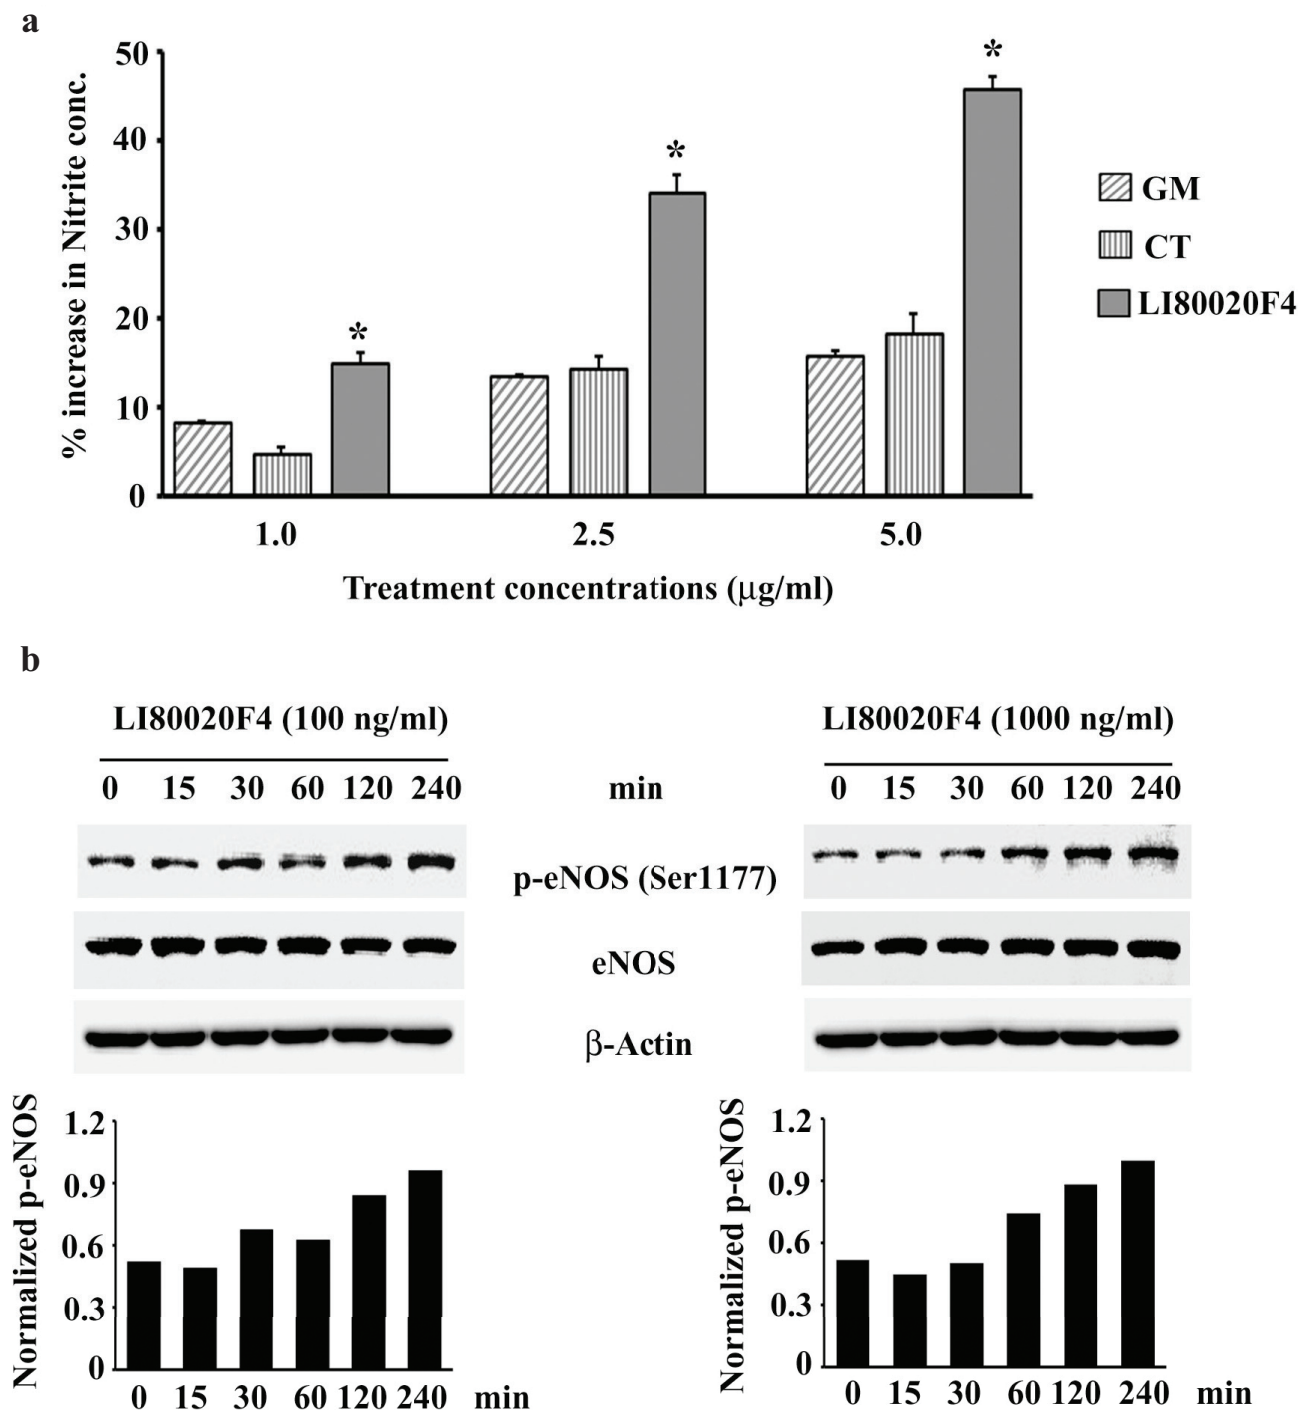 a
% increase in Nitrite conc.
50
40
30
20
10
0
*
*
*
GM
CT
LI80020F4
1.0 2.5 5.0
Treatment concentrations (μg/ml)
b
LI80020F4 (100 ng/ml) LI80020F4 (1000 ng/ml)
0 15 30 60 120 240 min 0 15 30 60 120 240
p-eNOS (Ser1177)
eNOS
β-Actin
Normalized p-eNOS
1.2
0.9
0.6
0.3
0
0 15 30 60 120 240 min
Normalized p-eNOS
1.2
0.9
0.6
0.3
0
0 15 30 60 120 240 min